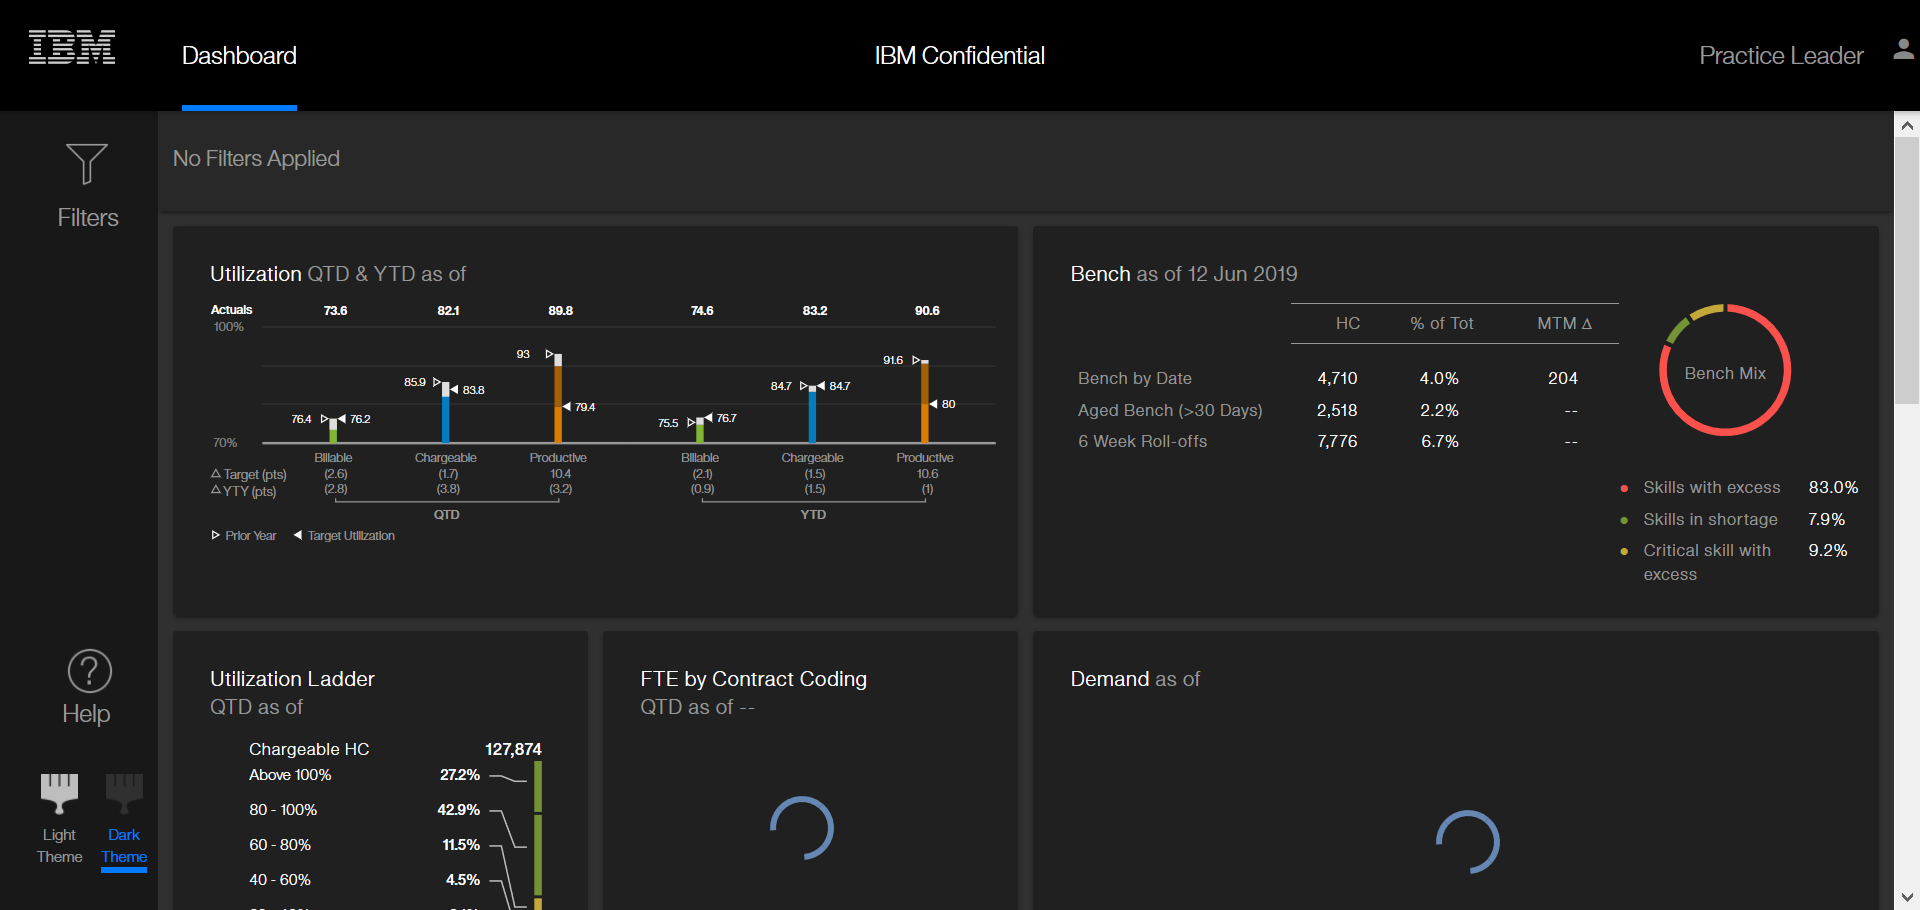 IBM
Dashboard
IBM Confidential
Practice Leader
Filters
No Filters Applied
Utilization QTD & YTD as of
Actuals 73.6 82.1 89.8 74.6 83.2 90.6
100%
93
91.6
85.9 83.8
84.7 84.7
79.4
80
76.4 76.2
75.5 76.7
70%
Billable Chargeable Productive Billable Chargeable Productive
Δ Target (pts) (2.6) (1.7) 10.4 (2.1) (1.5) 10.6
Δ YTY (pts) (2.8) (3.8) (3.2) (0.9) (1.5) (1)
QTD YTD
Prior Year Target Utilization
Bench as of 12 Jun 2019
HC % of Tot MTM Δ
Bench by Date 4,710 4.0% 204
Aged Bench (>30 Days) 2,518 2.2% --
6 Week Roll-offs 7,776 6.7% --
Bench Mix
Skills with excess 83.0%
Skills in shortage 7.9%
Critical skill with 9.2%
excess
Utilization Ladder
QTD as of
Chargeable HC 127,874
Above 100% 27.2%
80 - 100% 42.9%
60 - 80% 11.5%
40 - 60% 4.5%
FTE by Contract Coding
QTD as of --
Demand as of
? 
Help
Light
Theme
Dark
Theme